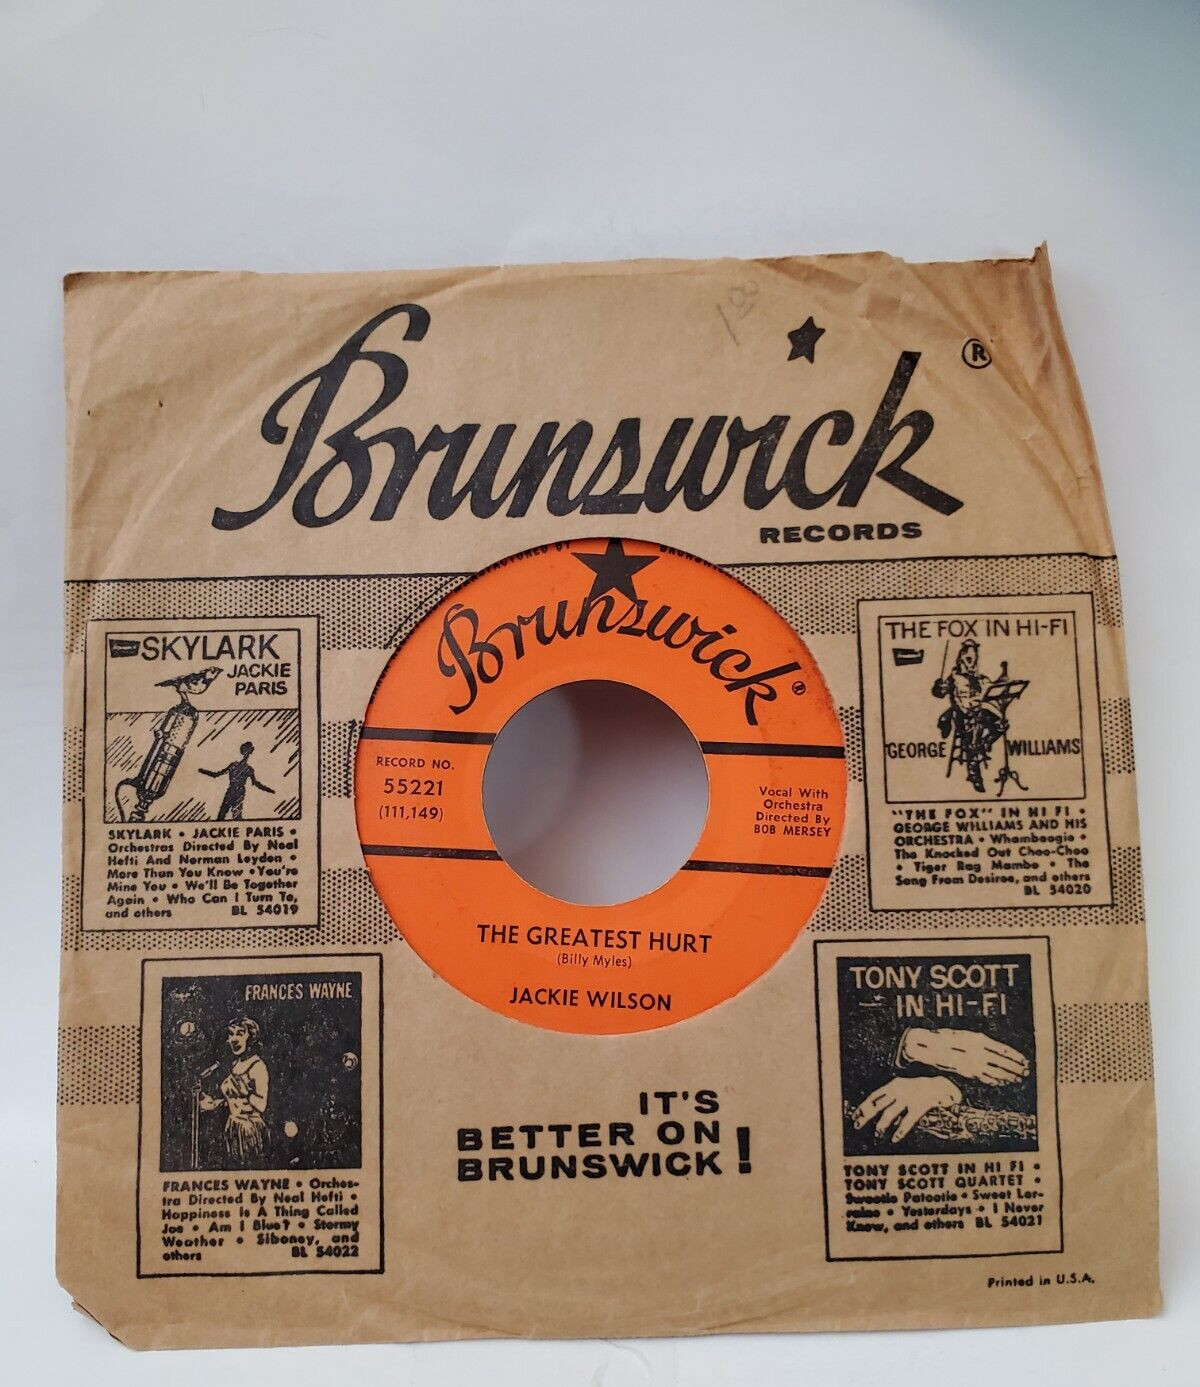 1.00
Brunswick ®
RECORDS
Brunswick ®
RECORD NO.
55221
(111,149)
Vocal With
Orchestra
Directed By
BOB MERSEY
THE GREATEST HURT
(Billy Myles)
JACKIE WILSON
SKYLARK
JACKIE
PARIS
SKYLARK • JACKIE PARIS •
Orchestras Directed By Neal
Hefti And Norman Leyden •
More Than You Know • You're
Mine You • We'll Be Together
Again • Who Can I Turn To,
and others BL 54019
THE FOX IN HI-FI
GEORGE WILLIAMS
"THE FOX" IN HI FI •
GEORGE WILLIAMS AND HIS
ORCHESTRA • Whamboogie •
The Knocked Out Choo-Choo
• Tiger Rag Mambo • The
Song From Desiree, and others
BL 54020
FRANCES WAYNE
FRANCES WAYNE • Orches-
tra Directed By Neal Hefti •
Happiness Is A Thing Called
Joe • Am I Blue? • Stormy
Weather • Siboney, and
others BL 54022
IT'S
BETTER ON
BRUNSWICK !
TONY SCOTT
IN HI-FI
TONY SCOTT IN HI FI •
TONY SCOTT QUARTET •
Sweetie Patootie • Sweet Lor-
raine • Yesterdays • I Never
Knew, and others BL 54021
Printed in U.S.A.